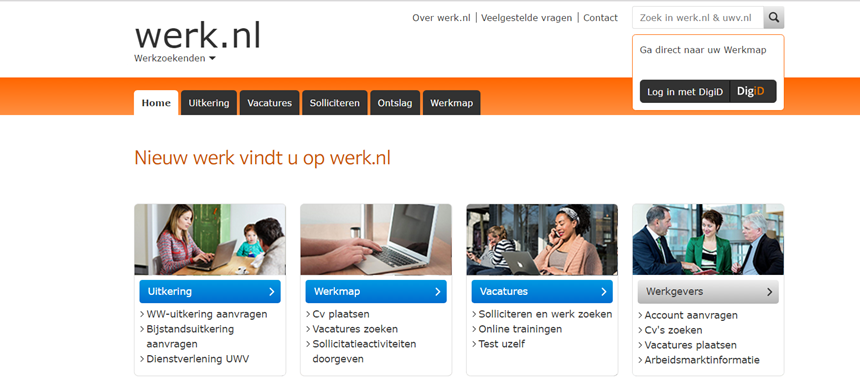 werk.nl
Werkzoekenden
Over werk.nl | Veelgestelde vragen | Contact
Zoek in werk.nl & uwv.nl
Ga direct naar uw Werkmap
Log in met DigiD DigiD
Home Uitkering Vacatures Solliciteren Ontslag Werkmap
Nieuw werk vindt u op werk.nl
Uitkering
WW-uitkering aanvragen
Bijstandsuitkering
aanvragen
Dienstverlening UWV
Werkmap
Cv plaatsen
Vacatures zoeken
Sollicitatieactiviteiten
doorgeven
Vacatures
Solliciteren en werk zoeken
Online trainingen
Test uzelf
Werkgevers
Account aanvragen
Cv's zoeken
Vacatures plaatsen
Arbeidsmarktinformatie